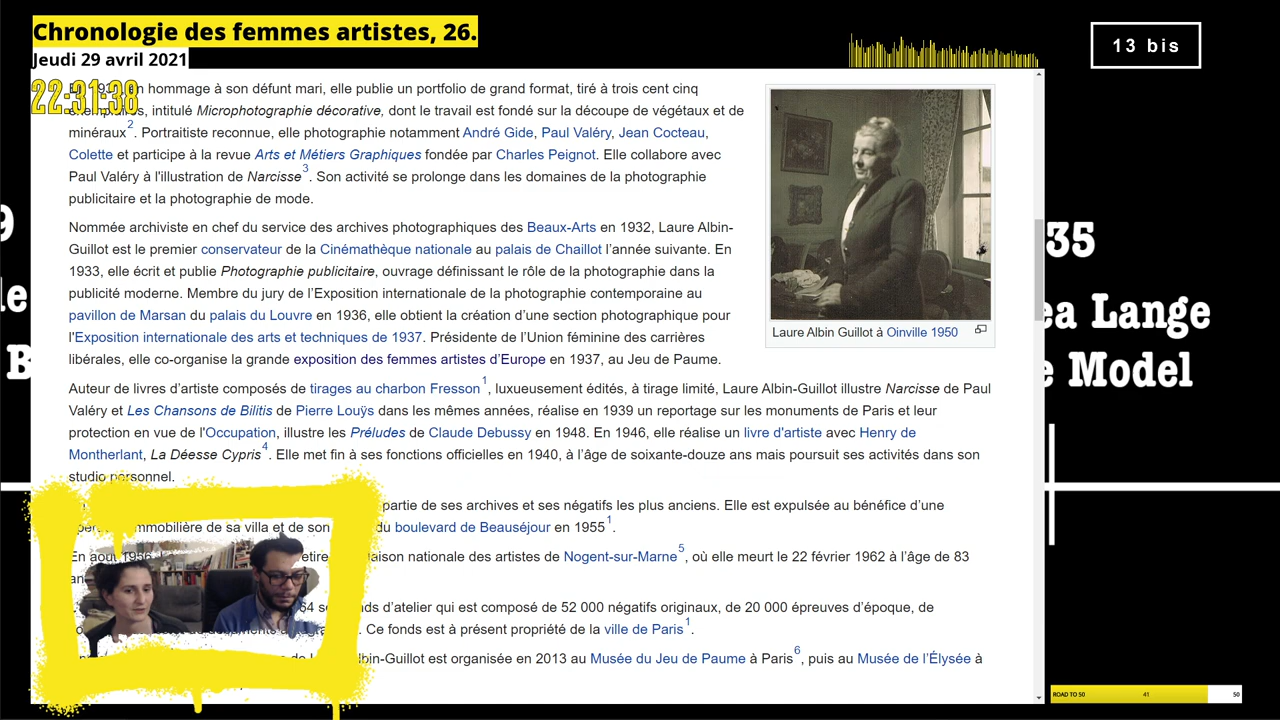 Chronologie des femmes artistes, 26.
Jeudi 29 avril 2021
13 bis
22:31:38
hommage à son défunt mari, elle publie un portfolio de grand format, tiré à trois cent cinq
intitulé Microphotographie décorative, dont le travail est fondé sur la découpe de végétaux et de
minéraux2. Portraitiste reconnue, elle photographie notamment André Gide, Paul Valéry, Jean Cocteau,
Colette et participe à la revue Arts et Métiers Graphiques fondée par Charles Peignot. Elle collabore avec
Paul Valéry à l'illustration de Narcisse3. Son activité se prolonge dans les domaines de la photographie
publicitaire et la photographie de mode.
Nommée archiviste en chef du service des archives photographiques des Beaux-Arts en 1932, Laure Albin-
Guillot est le premier conservateur de la Cinémathèque nationale au palais de Chaillot l'année suivante. En
1933, elle écrit et publie Photographie publicitaire, ouvrage définissant le rôle de la photographie dans la
publicité moderne. Membre du jury de l'Exposition internationale de la photographie contemporaine au
pavillon de Marsan du palais du Louvre en 1936, elle obtient la création d'une section photographique pour
l'Exposition internationale des arts et techniques de 1937. Présidente de l'Union féminine des carrières
libérales, elle co-organise la grande exposition des femmes artistes d'Europe en 1937, au Jeu de Paume.
Laure Albin Guillot à Oinville 1950
Auteur de livres d'artiste composés de tirages au charbon Fresson1, luxueusement édités, à tirage limité, Laure Albin-Guillot illustre Narcisse de Paul
Valéry et Les Chansons de Bilitis de Pierre Louÿs dans les mêmes années, réalise en 1939 un reportage sur les monuments de Paris et leur
protection en vue de l'Occupation, illustre les Préludes de Claude Debussy en 1948. En 1946, elle réalise un livre d'artiste avec Henry de
Montherlant, La Déesse Cypris4. Elle met fin à ses fonctions officielles en 1940, à l'âge de soixante-douze ans mais poursuit ses activités dans son
studio personnel.
partie de ses archives et ses négatifs les plus anciens. Elle est expulsée au bénéfice d'une
immobilière de sa villa et de son du boulevard de Beauséjour en 19551.
En août 1956 maison nationale des artistes de Nogent-sur-Marne5, où elle meurt le 22 février 1962 à l'âge de 83
d'atelier qui est composé de 52 000 négatifs originaux, de 20 000 épreuves d'époque, de
Ce fonds est à présent propriété de la ville de Paris1.
Albin-Guillot est organisée en 2013 au Musée du Jeu de Paume à Paris6, puis au Musée de l'Élysée à
9
le
B
35
ea Lange
e Model
ROAD TO 50 41 50